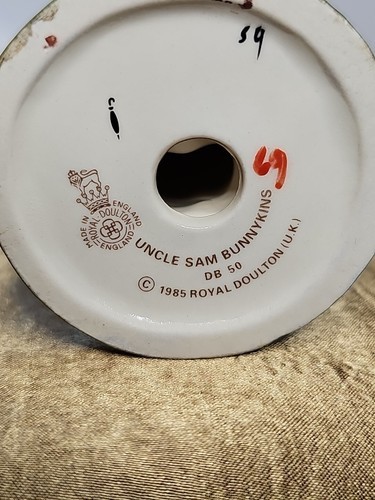 59
MADE IN ENGLAND
ROYAL DOULTON
ENGLAND
UNCLE SAM BUNNYKINS
DB 50
© 1985 ROYAL DOULTON (U.K.)